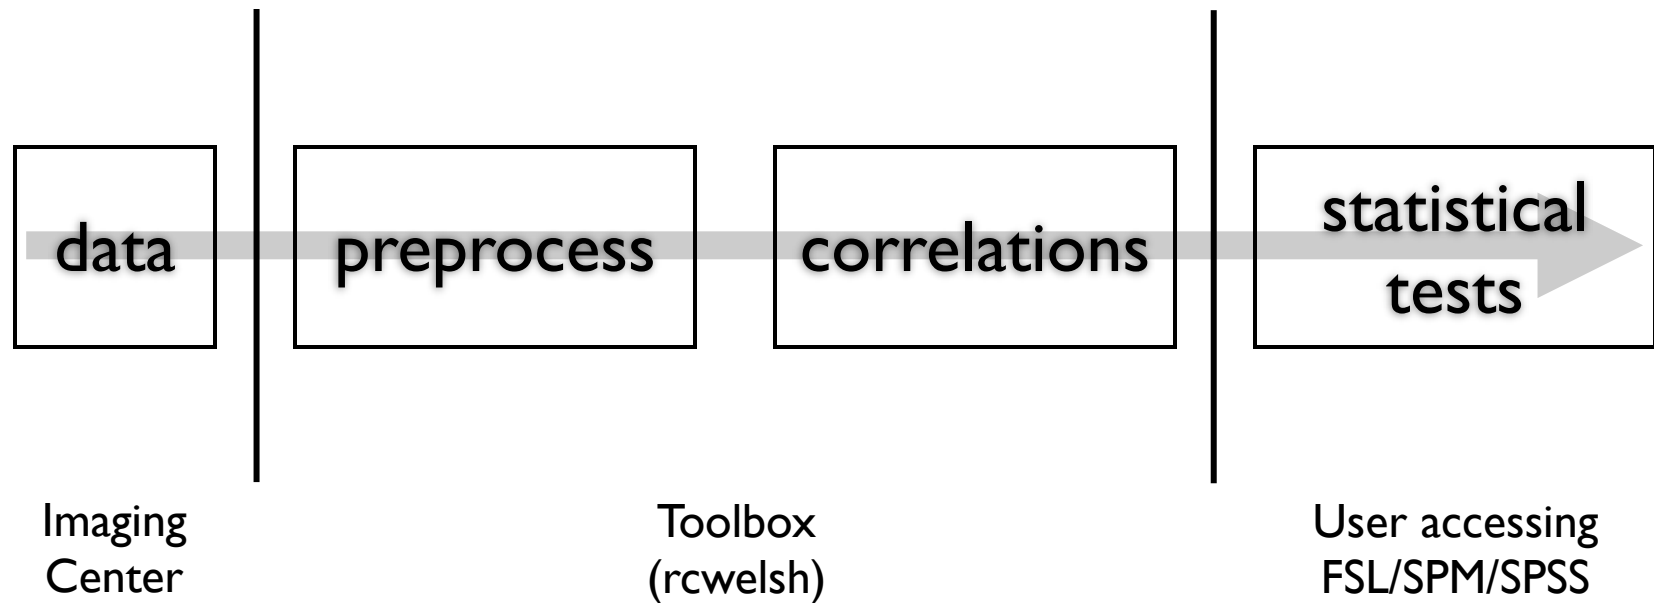 data
preprocess
correlations
statistical
tests
Imaging
Center
Toolbox
(rcwelsh)
User accessing
FSL/SPM/SPSS